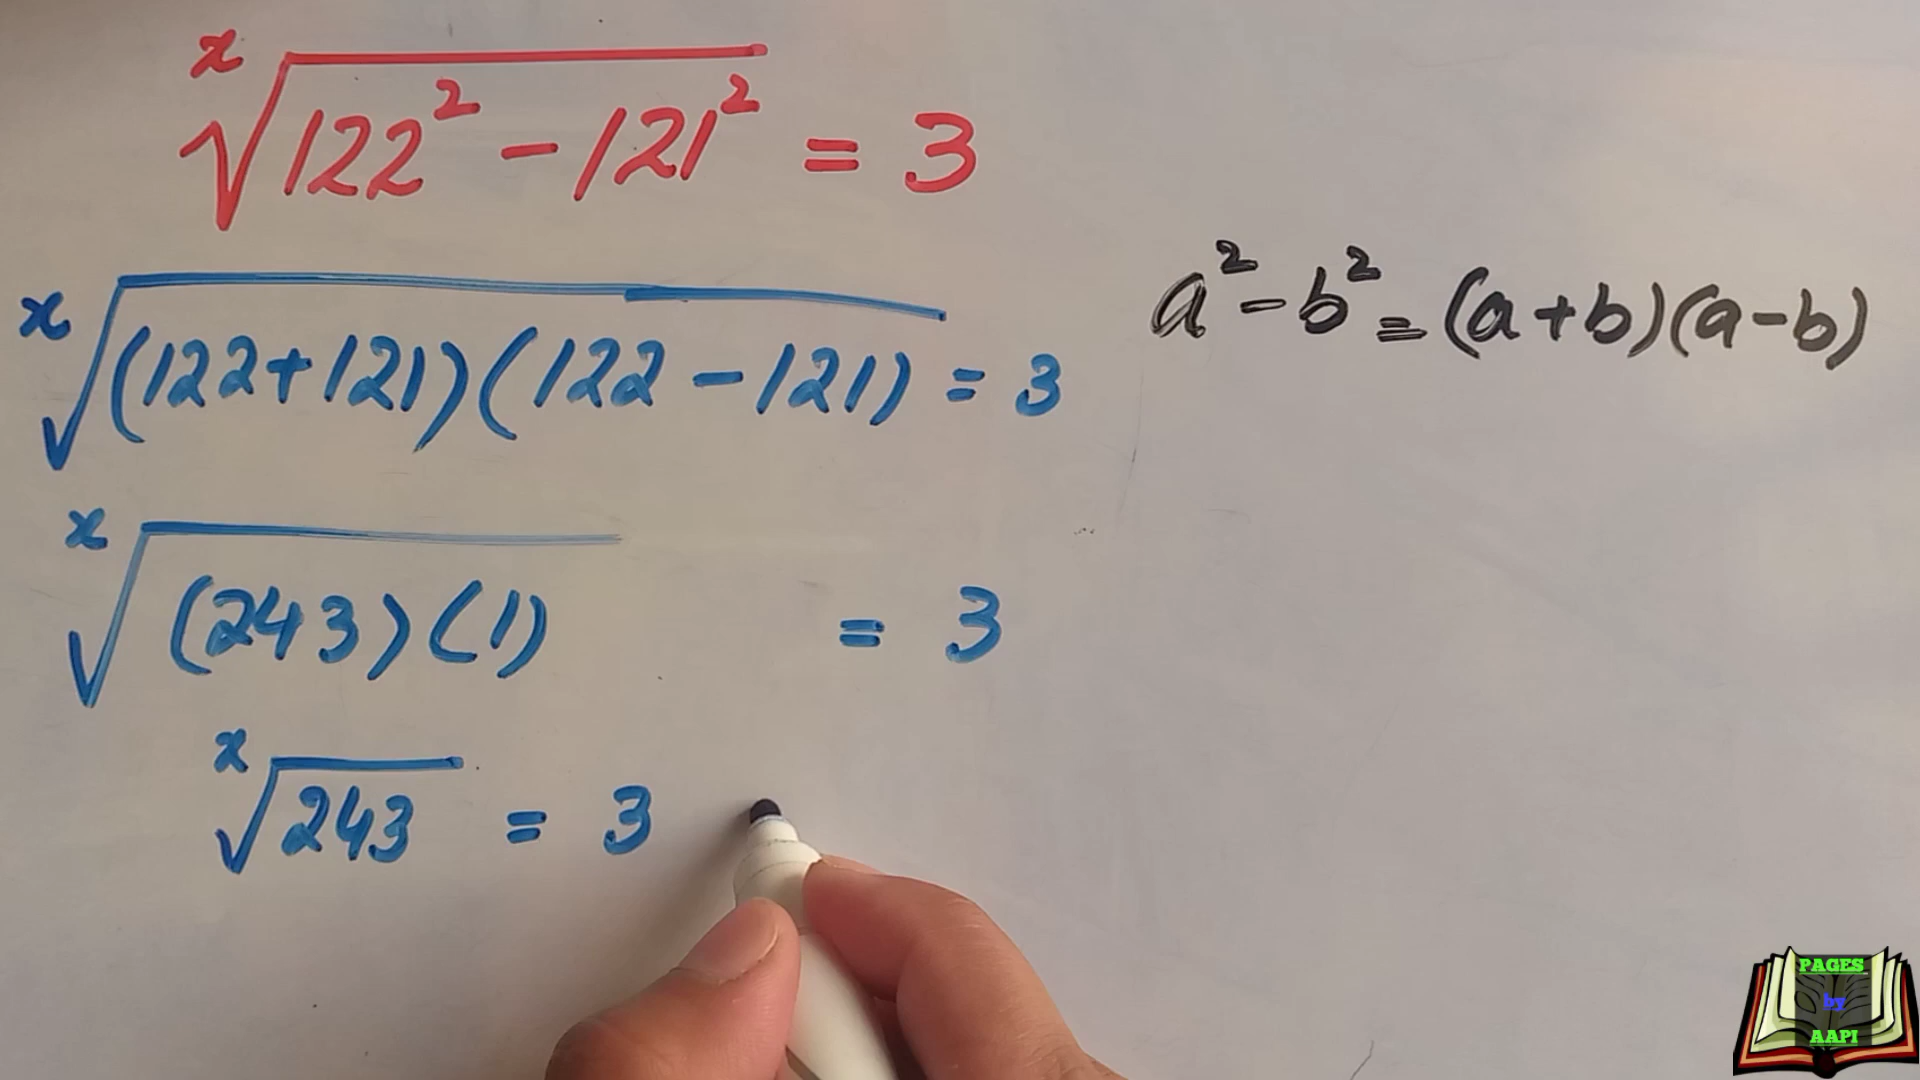 ˣ√(122² - 121²) = 3
a² - b² = (a+b)(a-b)
ˣ√((122+121)(122-121)) = 3
ˣ√((243)(1)) = 3
ˣ√243 = 3
PAGES
by
AAPI